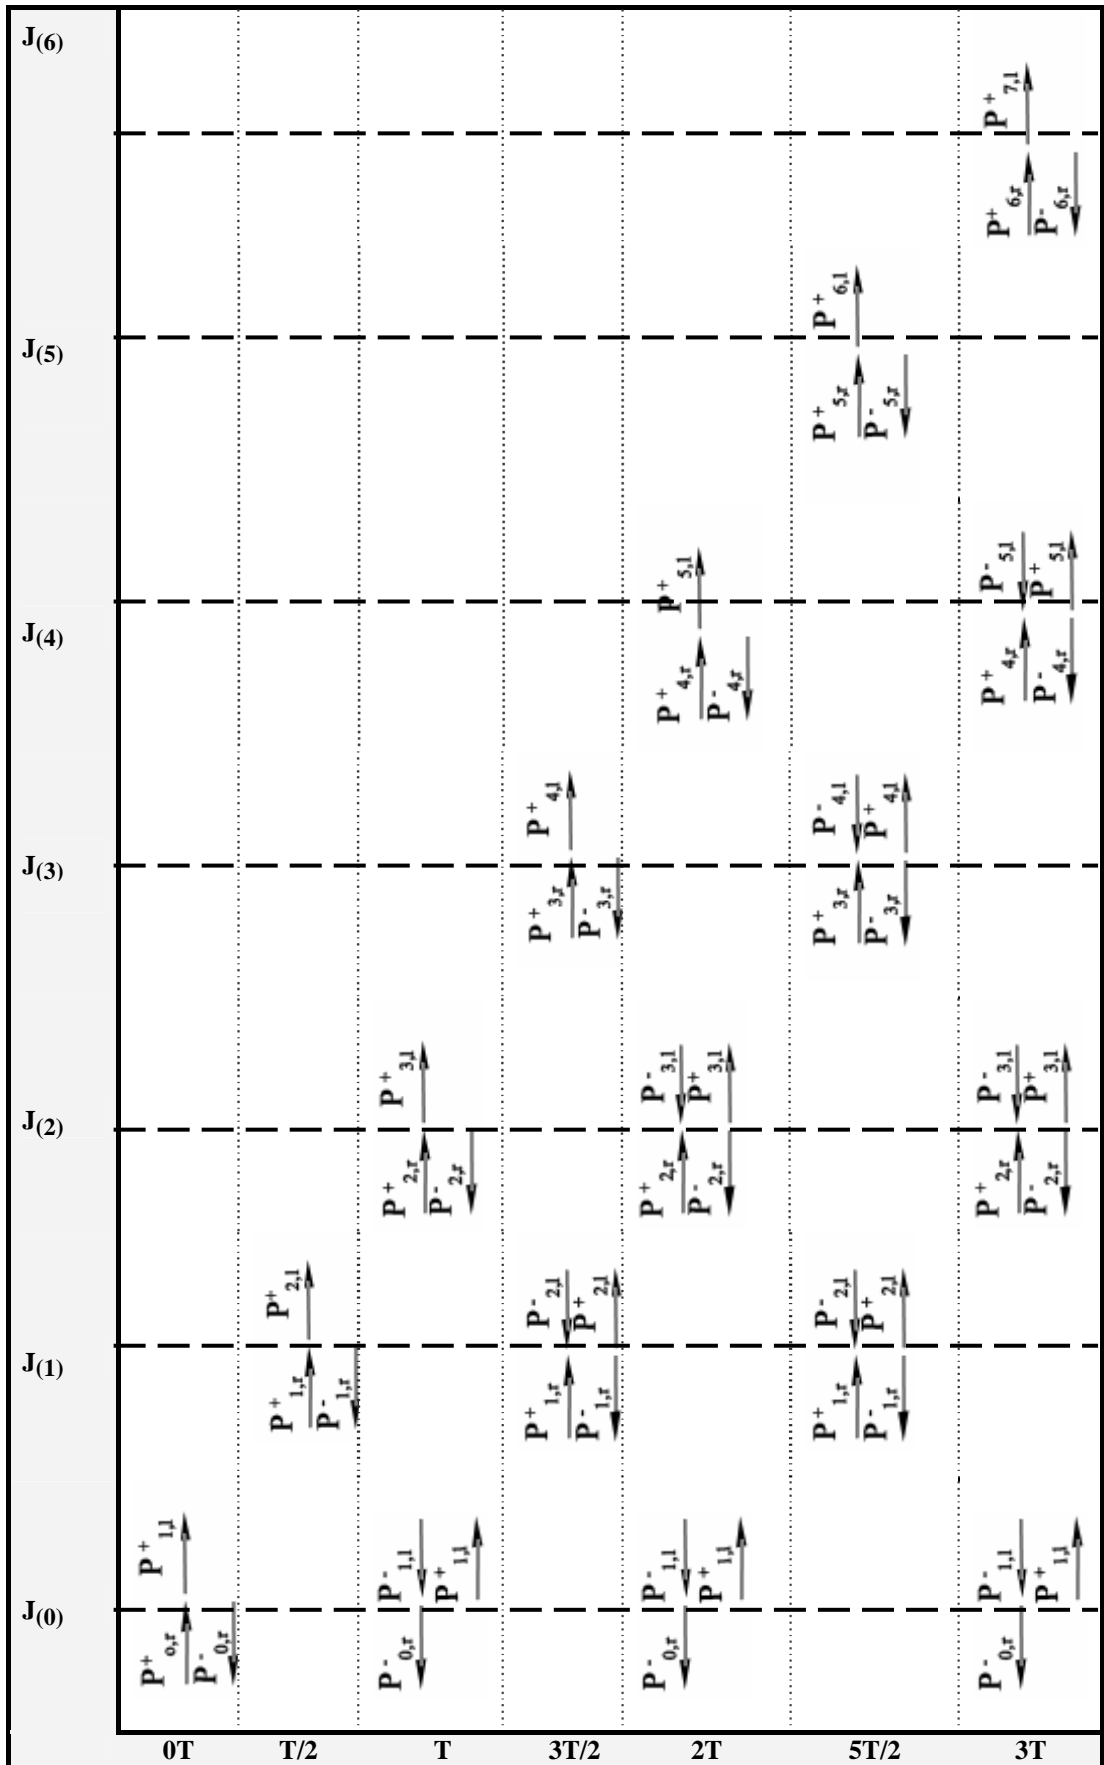 J(6)
P+ 7,1
P+ 6,r
P- 6,r
P+ 6,1
J(5)
P+ 5,r
P- 5,r
P+ 5,1
P- 5,1
P+ 5,1
J(4)
P+ 4,r
P- 4,r
P+ 4,r
P- 4,r
P+ 4,1
P- 4,1
P+ 4,1
J(3)
P+ 3,r
P- 3,r
P+ 3,r
P- 3,r
P+ 3,1
P- 3,1
P+ 3,1
P- 3,1
P+ 3,1
J(2)
P+ 2,r
P- 2,r
P+ 2,r
P- 2,r
P+ 2,r
P- 2,r
P+ 2,1
P- 2,1
P+ 2,1
P- 2,1
P+ 2,1
J(1)
P+ 1,r
P- 1,r
P+ 1,r
P- 1,r
P+ 1,r
P- 1,r
P+ 1,1
P- 1,1
P+ 1,1
P- 1,1
P+ 1,1
P- 1,1
P+ 1,1
J(0)
P+ o,r
P- 0,r
P- 0,r
P- 0,r
P- 0,r
0T T/2 T 3T/2 2T 5T/2 3T